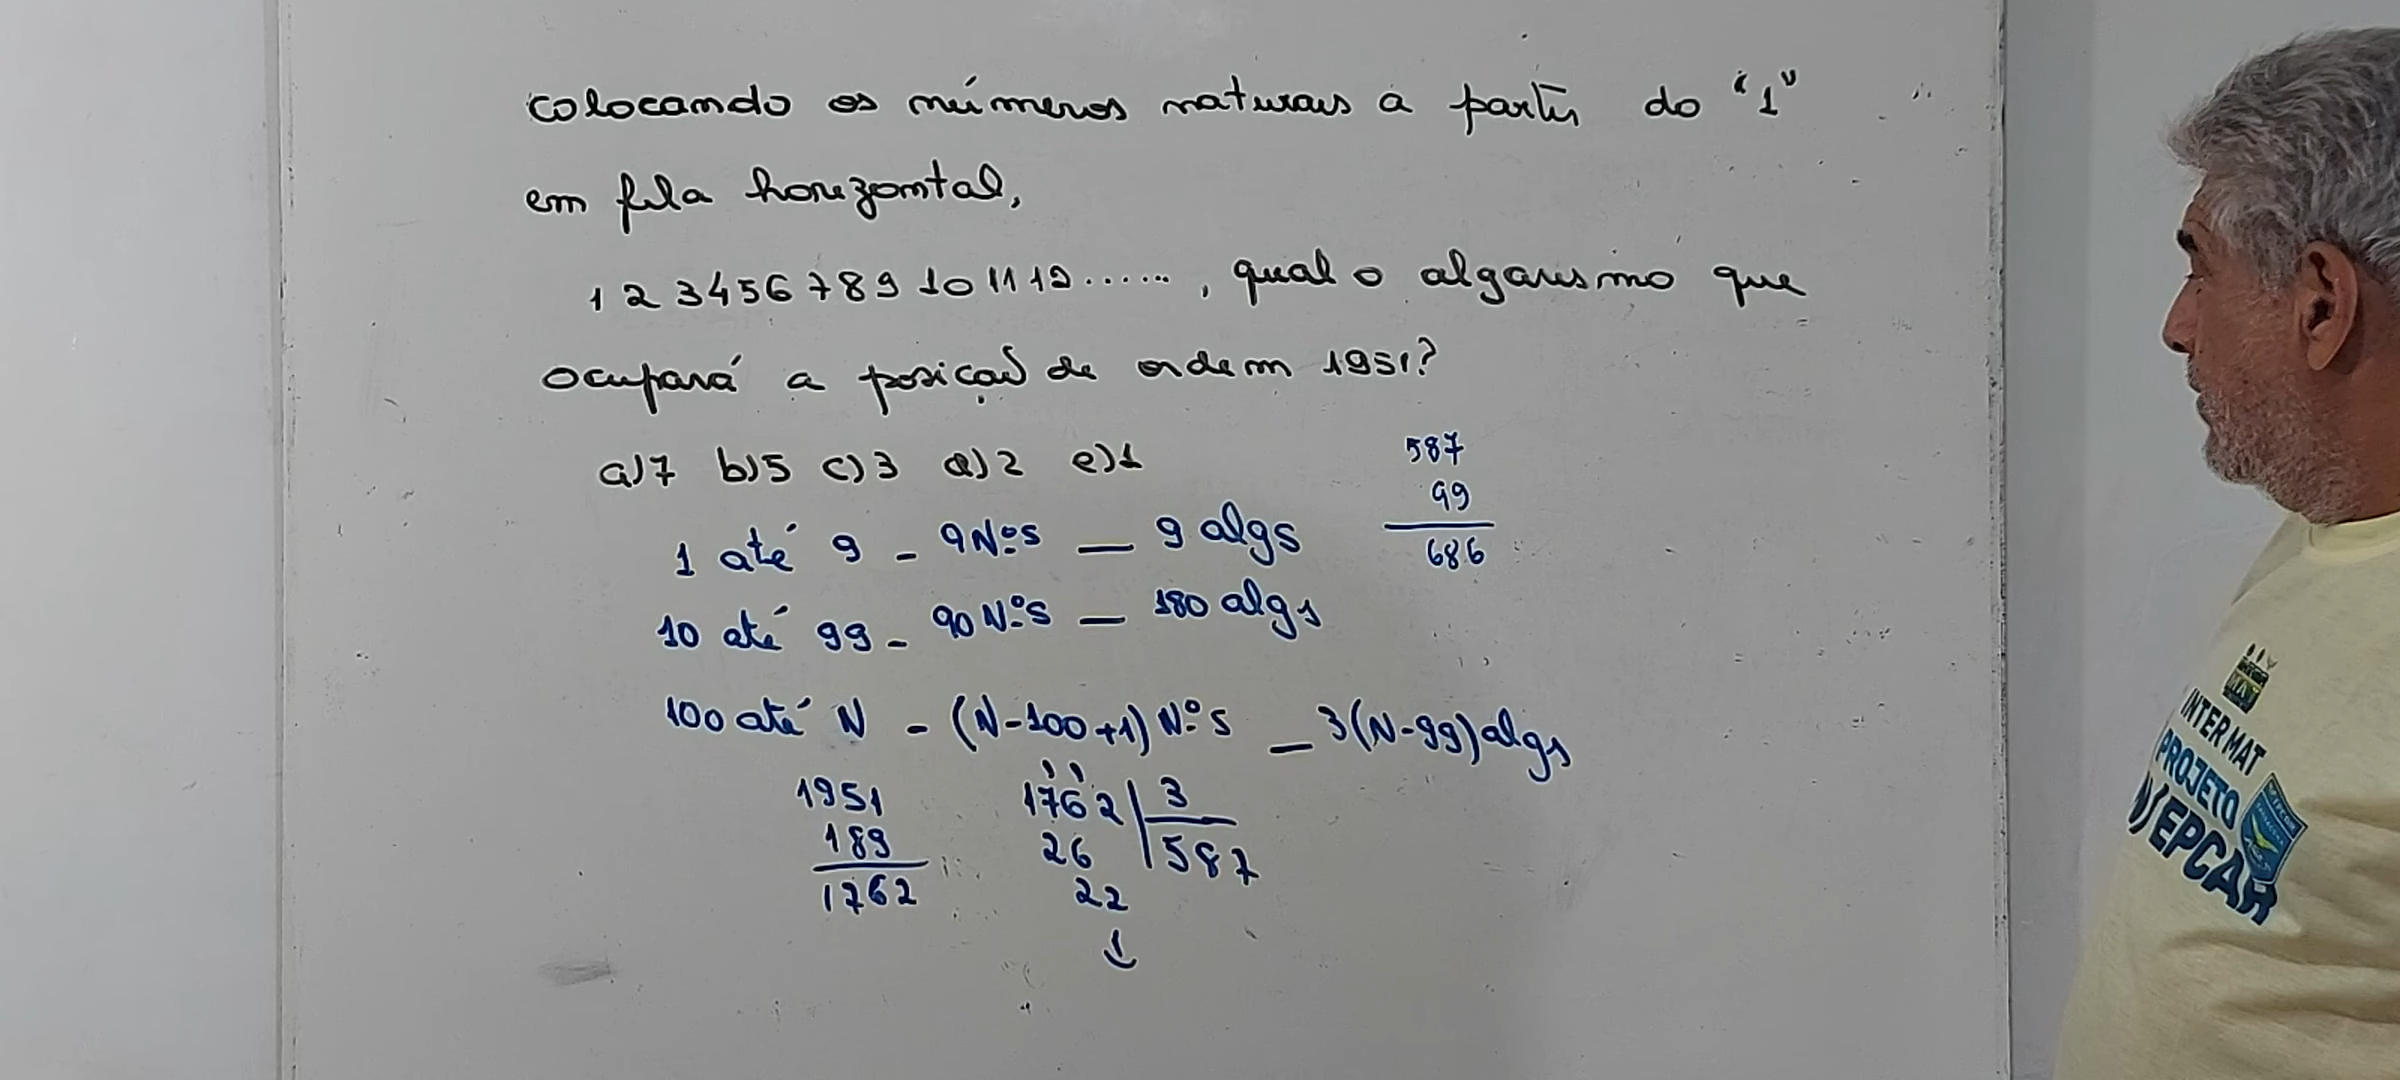 colocando os números naturais a partir do "1"
em fila horizontal,
1 2 3 4 5 6 7 8 9 10 11 12 ......, qual o algarismo que
ocupará a posição de ordem 1951?
a) 7 b) 5 c) 3 d) 2 e) 1
587
99
686
1 até 9 - 9 Nºs — 9 algs
10 até 99 - 90 Nºs — 180 algs
100 até N - (N-100+1) Nºs — 3(N-99) algs
1951
189
1762
1762 | 3
26 587
22
1
INTERMAT
PROJETO
N/EPCAR